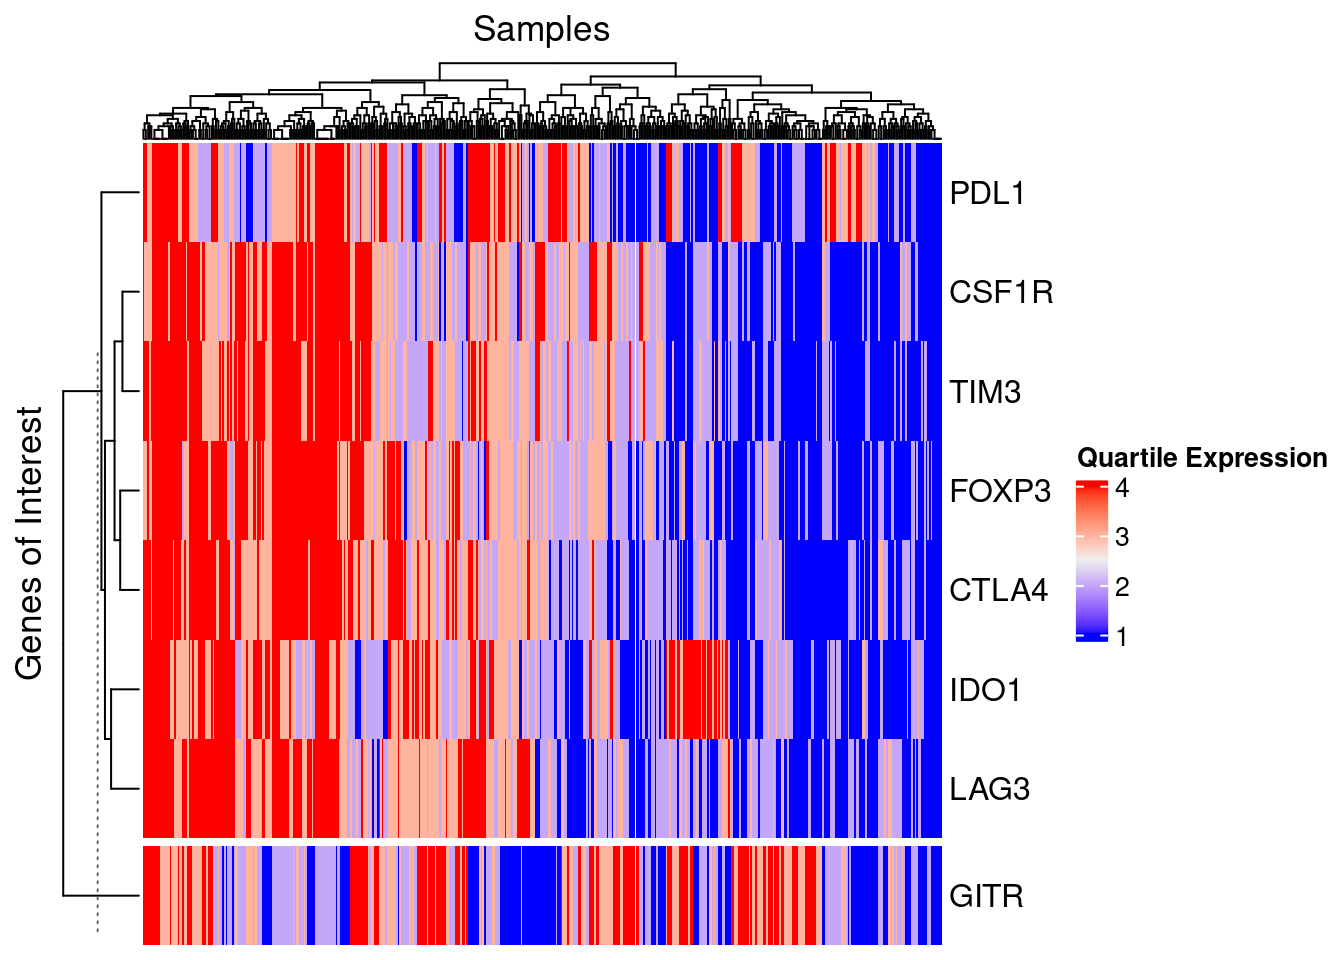 Samples
PDL1
CSF1R
TIM3
FOXP3
CTLA4
IDO1
LAG3
GITR
Genes of Interest
Quartile Expression
4
3
2
1